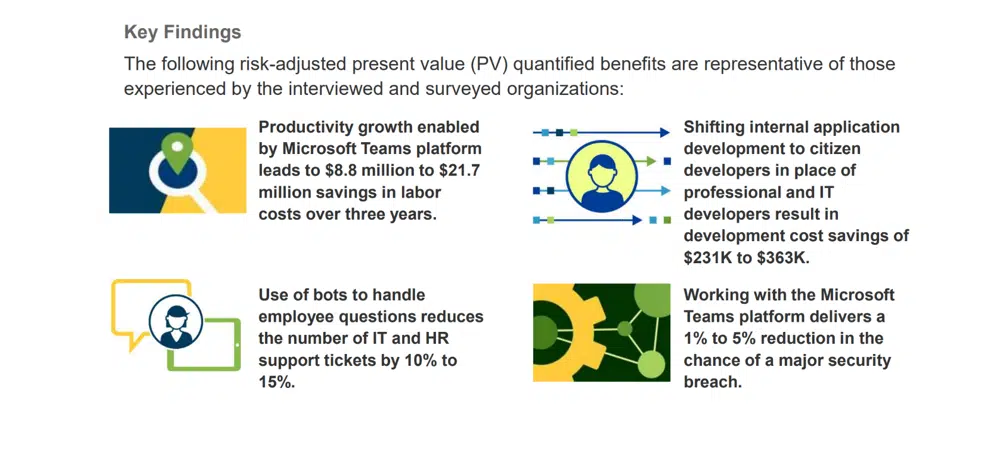 Key Findings
The following risk-adjusted present value (PV) quantified benefits are representative of those
experienced by the interviewed and surveyed organizations:
Productivity growth enabled
by Microsoft Teams platform
leads to $8.8 million to $21.7
million savings in labor
costs over three years.
Shifting internal application
development to citizen
developers in place of
professional and IT
developers result in
development cost savings of
$231K to $363K.
Use of bots to handle
employee questions reduces
the number of IT and HR
support tickets by 10% to
15%.
Working with the Microsoft
Teams platform delivers a
1% to 5% reduction in the
chance of a major security
breach.